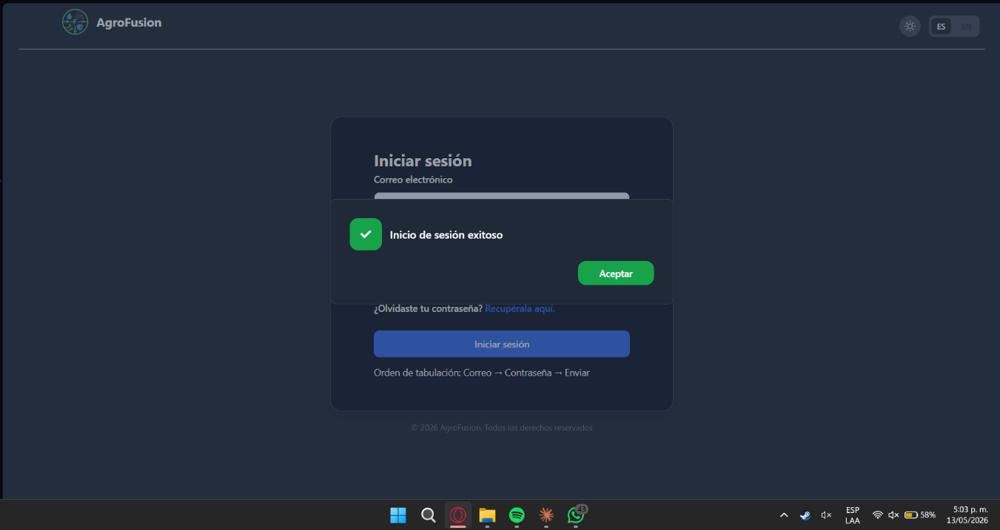 AgroFusion
ES EN
Iniciar sesión
Correo electrónico
Inicio de sesión exitoso
Aceptar
¿Olvidaste tu contraseña? Recupérala aquí.
Iniciar sesión
Orden de tabulación: Correo → Contraseña → Enviar
© 2026 AgroFusion. Todos los derechos reservados
43
ESP
LAA
58%
5:03 p. m.
13/05/2026